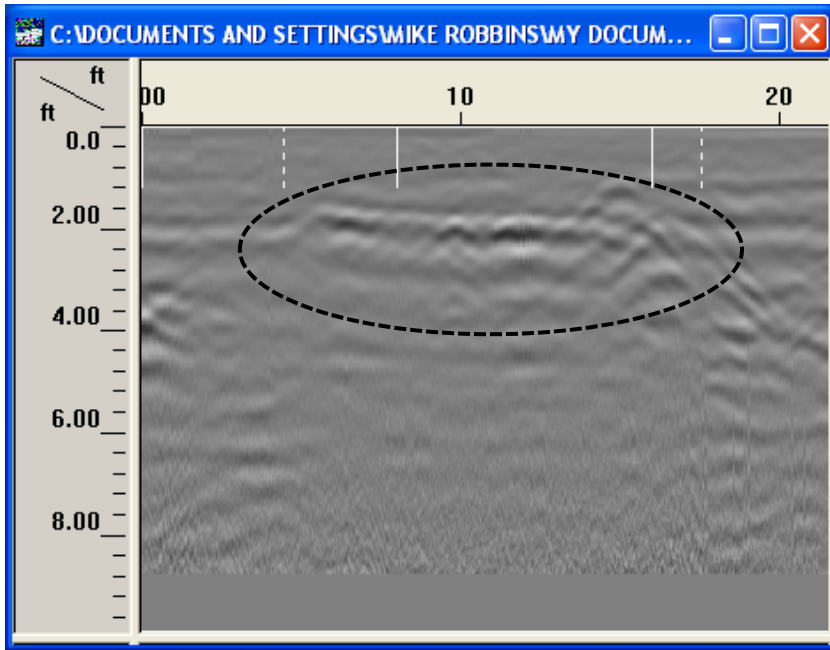 C:\DOCUMENTS AND SETTINGS\MIKE ROBBINS\MY DOCUM...
ft
ft
00 10 20
0.0
2.00
4.00
6.00
8.00